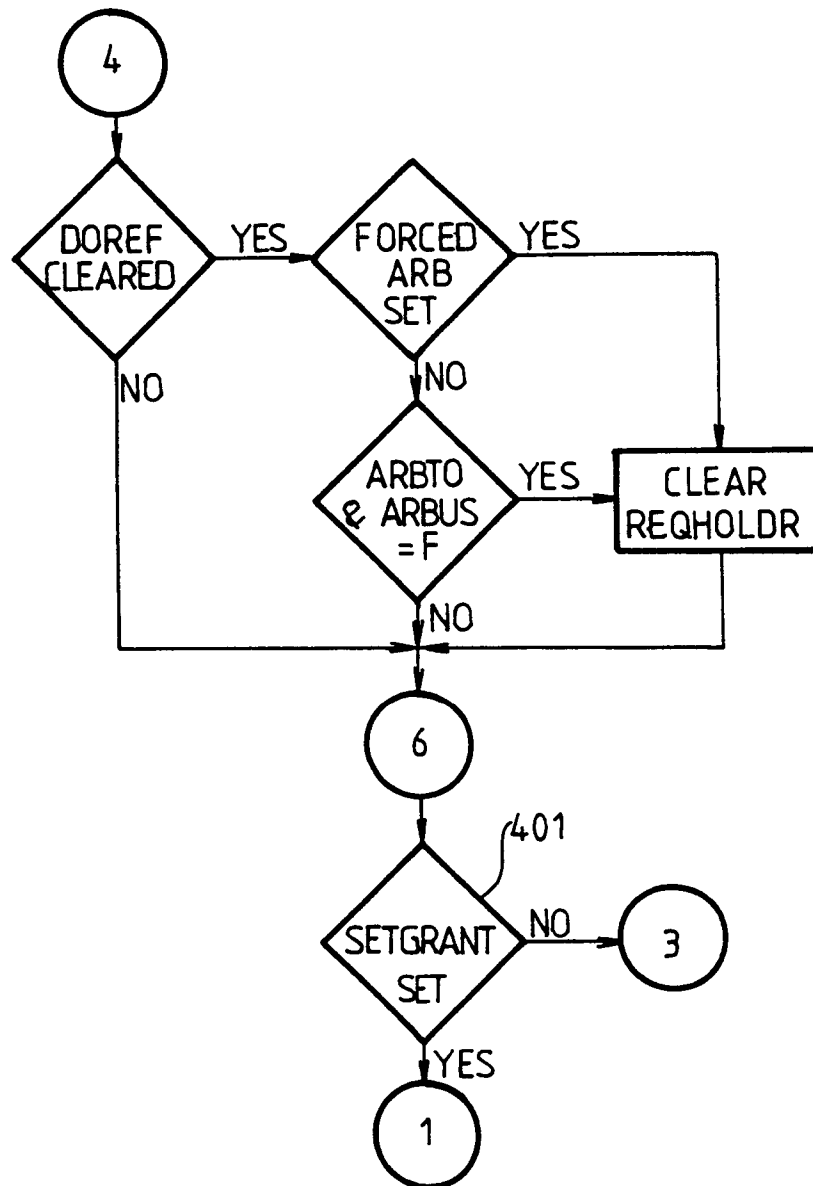 4
DOREF
CLEARED
YES
NO
FORCED
ARB
SET
YES
NO
ARBTO
& ARBUS
=F
YES
NO
CLEAR
REQHOLDR
6
401
SETGRANT
SET
NO
3
YES
1